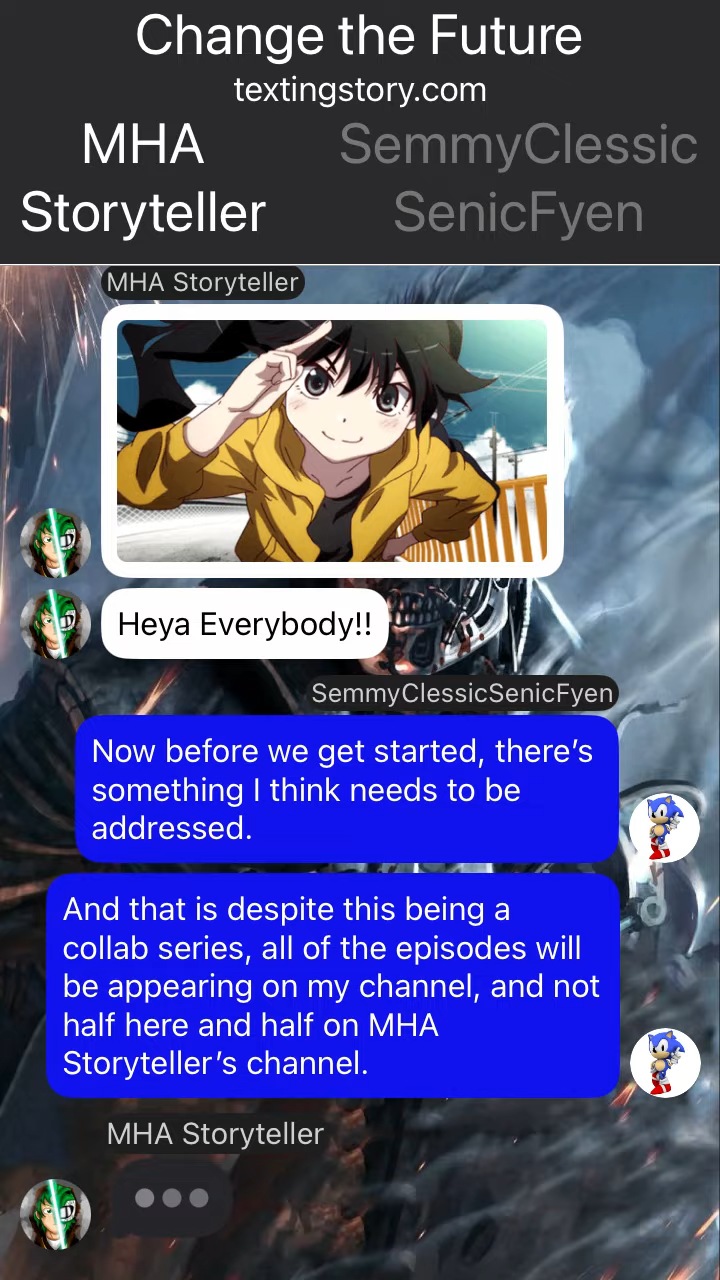 Change the Future
textingstory.com
MHA
Storyteller
SemmyClessic
SenicFyen
MHA Storyteller
Heya Everybody!!
SemmyClessicSenicFyen
Now before we get started, there's
something I think needs to be
addressed.
And that is despite this being a
collab series, all of the episodes will
be appearing on my channel, and not
half here and half on MHA
Storyteller's channel.
MHA Storyteller